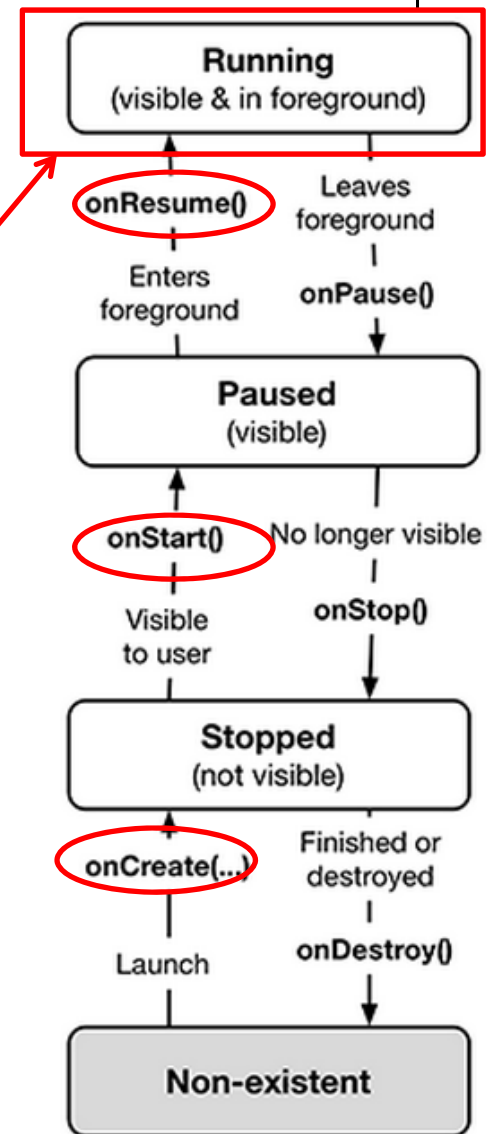 Running
(visible & in foreground)
onResume()
Leaves
foreground
Enters
foreground
onPause()
Paused
(visible)
onStart()
No longer visible
Visible
to user
onStop()
Stopped
(not visible)
onCreate(...)
Finished or
destroyed
Launch
onDestroy()
Non-existent